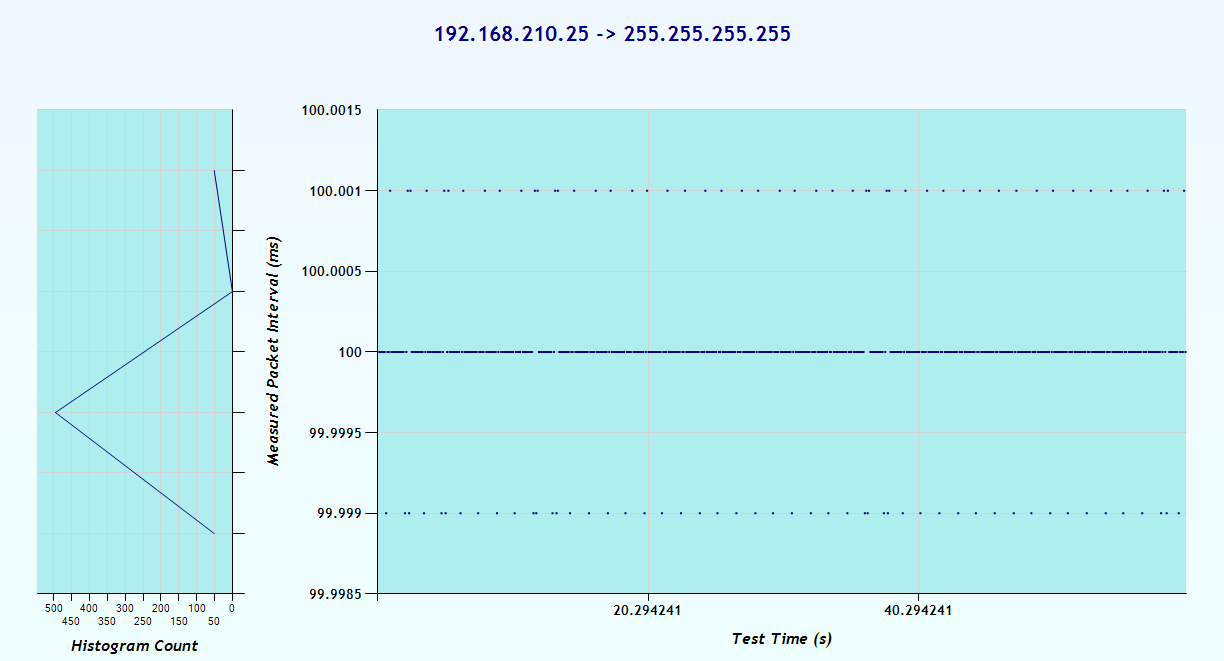 192.168.210.25 -> 255.255.255.255
100.0015
100.001
100.0005
100
99.9995
99.999
99.9985
Measured Packet Interval (ms)
500 400 300 200 100 0
450 350 250 150 50
Histogram Count
20.294241 40.294241
Test Time (s)